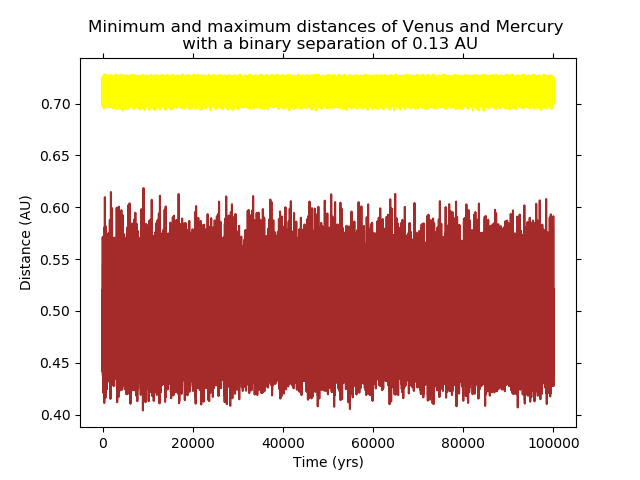 Minimum and maximum distances of Venus and Mercury
with a binary separation of 0.13 AU
0.70
0.65
0.60
0.55
0.50
0.45
0.40
Distance (AU)
0 20000 40000 60000 80000 100000
Time (yrs)